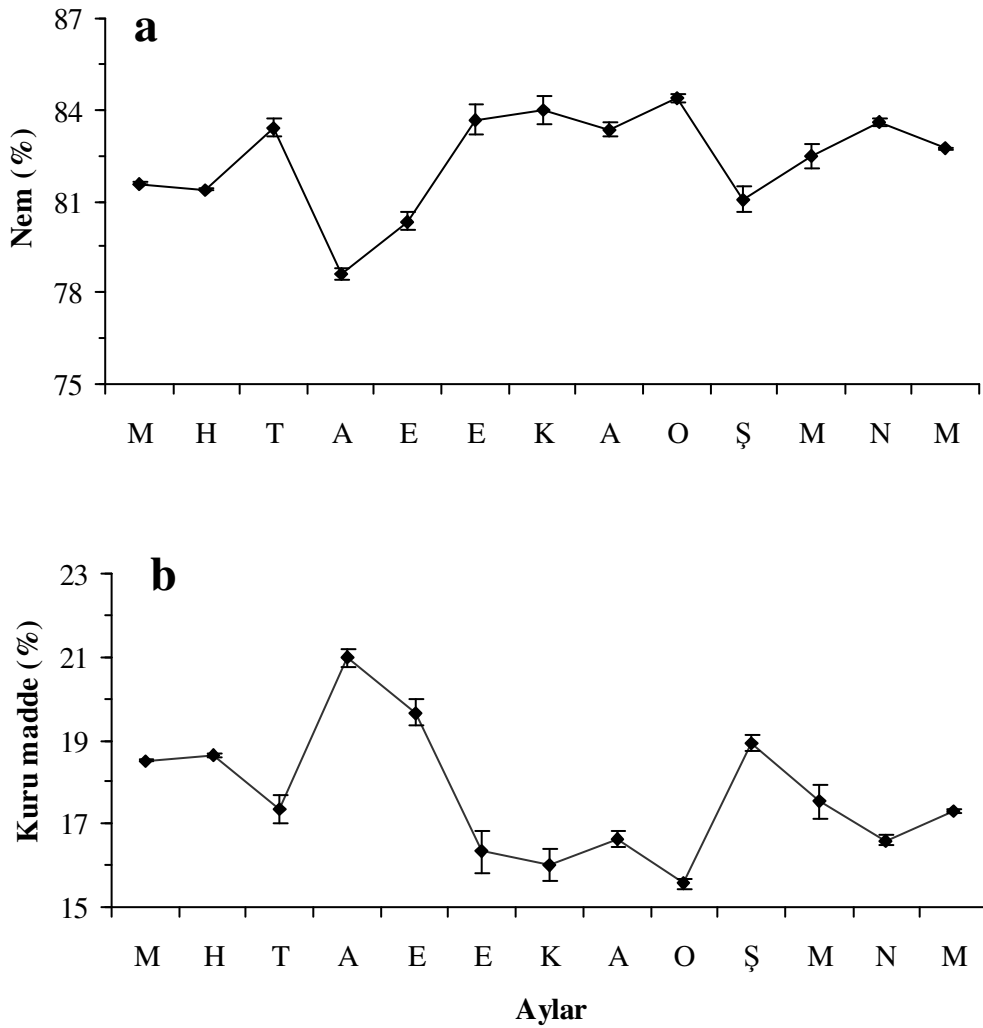 a
Nem (%)
87
84
81
78
75
M H T A E E K A O Ş M N M
b
Kuru madde (%)
23
21
19
17
15
M H T A E E K A O Ş M N M
Aylar